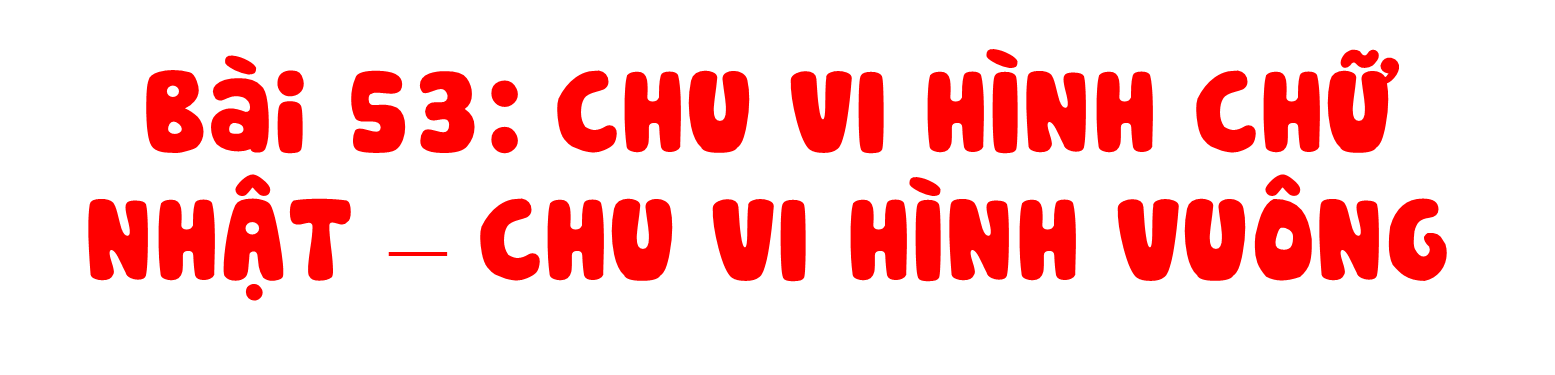 Bài 53: CHU VI HÌNH CHỮ
NHẬT – CHU VI HÌNH VUÔNG